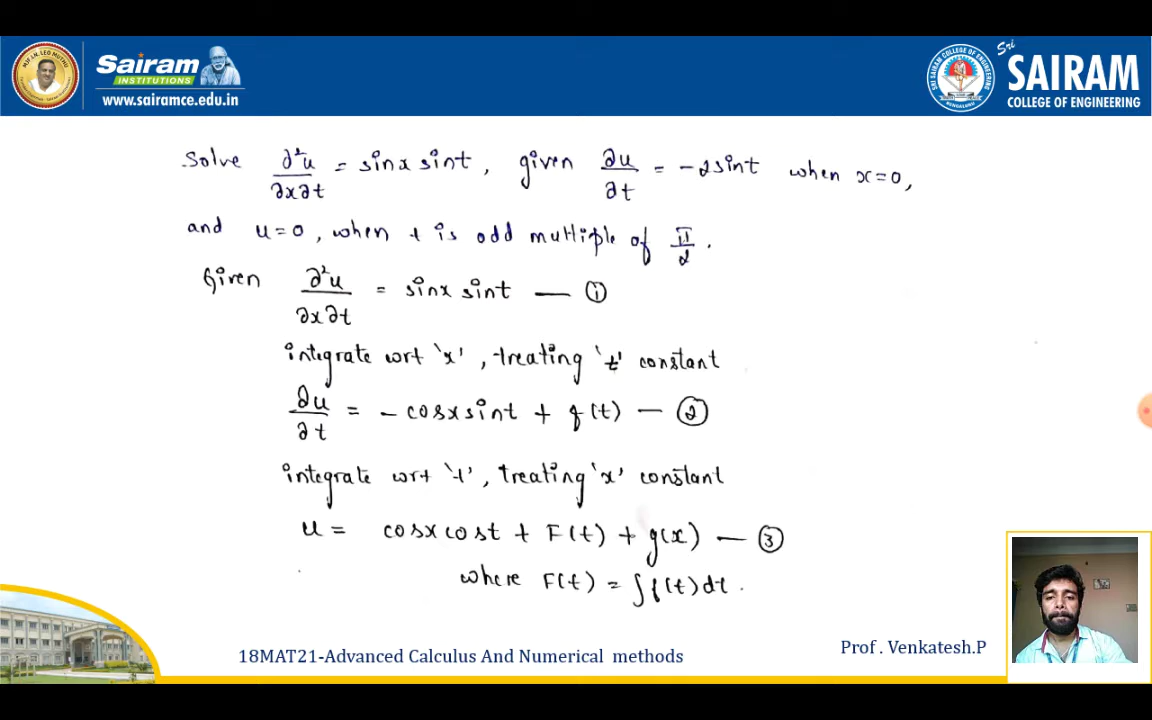 Sairam
INSTITUTIONS
www.sairamce.edu.in
Sri
SAIRAM
COLLEGE OF ENGINEERING
Solve ∂²u/∂x∂t = sinx sint, given ∂u/∂t = -2sint when x=0,
and u=0, when t is odd multiple of π/2.
Given ∂²u/∂x∂t = sinx sint — ①
integrate wrt 'x', treating 't' constant
∂u/∂t = -cosx sint + f(t) — ②
integrate wrt 't', treating 'x' constant
u = cosx cost + F(t) + g(x) — ③
where F(t) = ∫f(t)dt.
18MAT21-Advanced Calculus And Numerical methods
Prof . Venkatesh.P